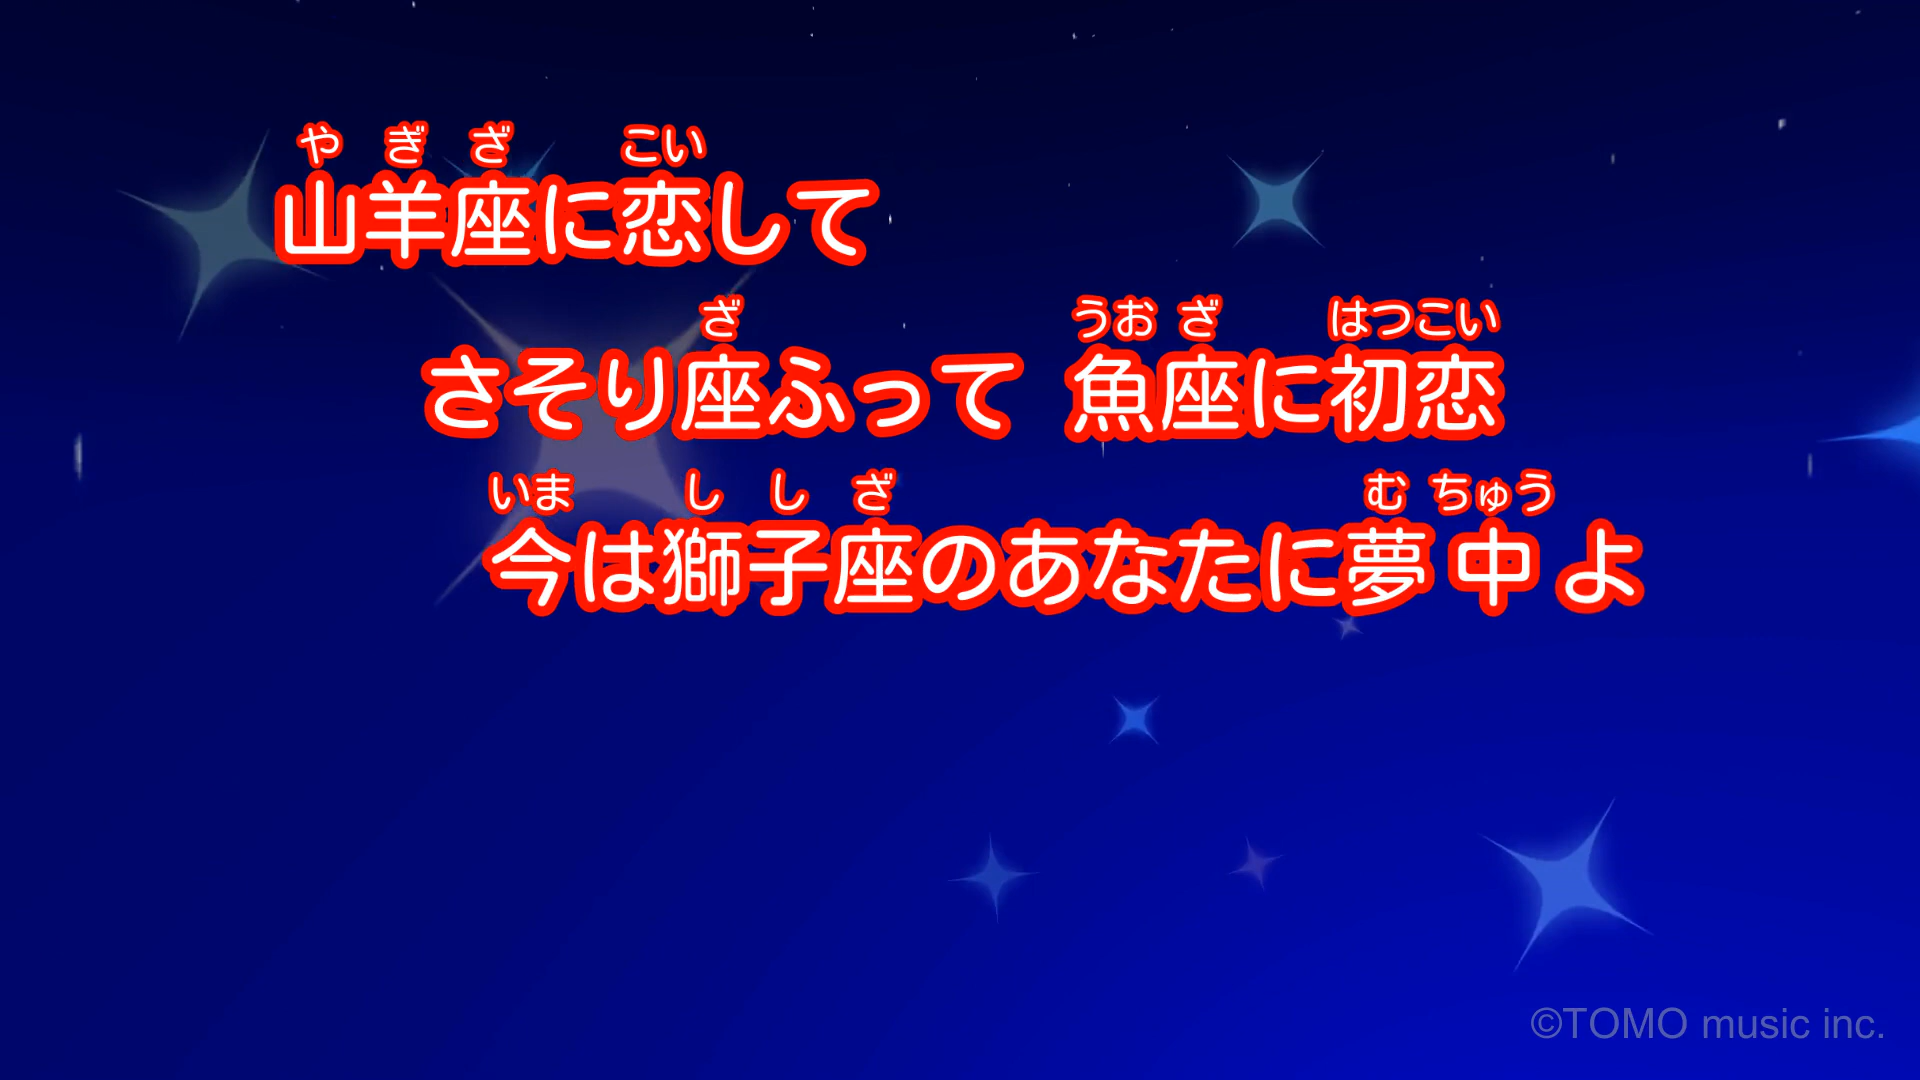 や ぎ ざ こい
山羊座に恋して
ざ うお ざ はつこい
さそり座ふって 魚座に初恋
いま し し ざ む ちゅう
今は獅子座のあなたに夢中よ
©TOMO music inc.